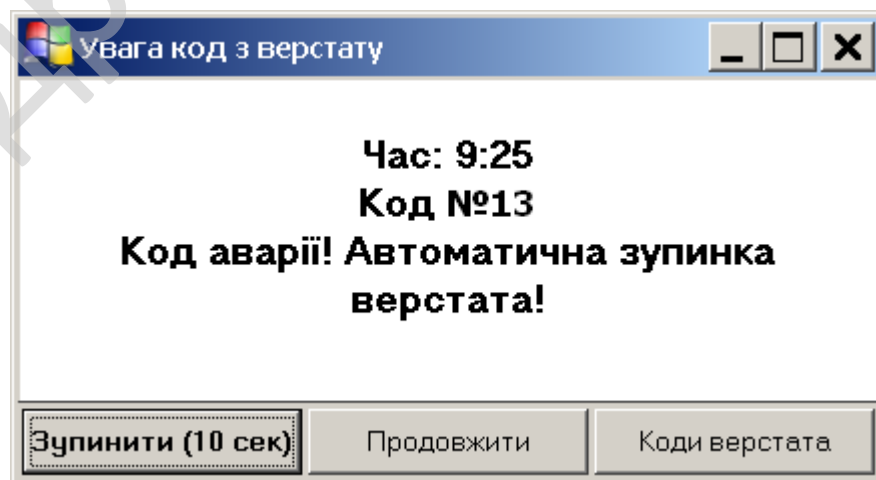 Увага код з верстату
Час: 9:25
Код №13
Код аварії! Автоматична зупинка
верстата!
Зупинити (10 сек) Продовжити Коди верстата